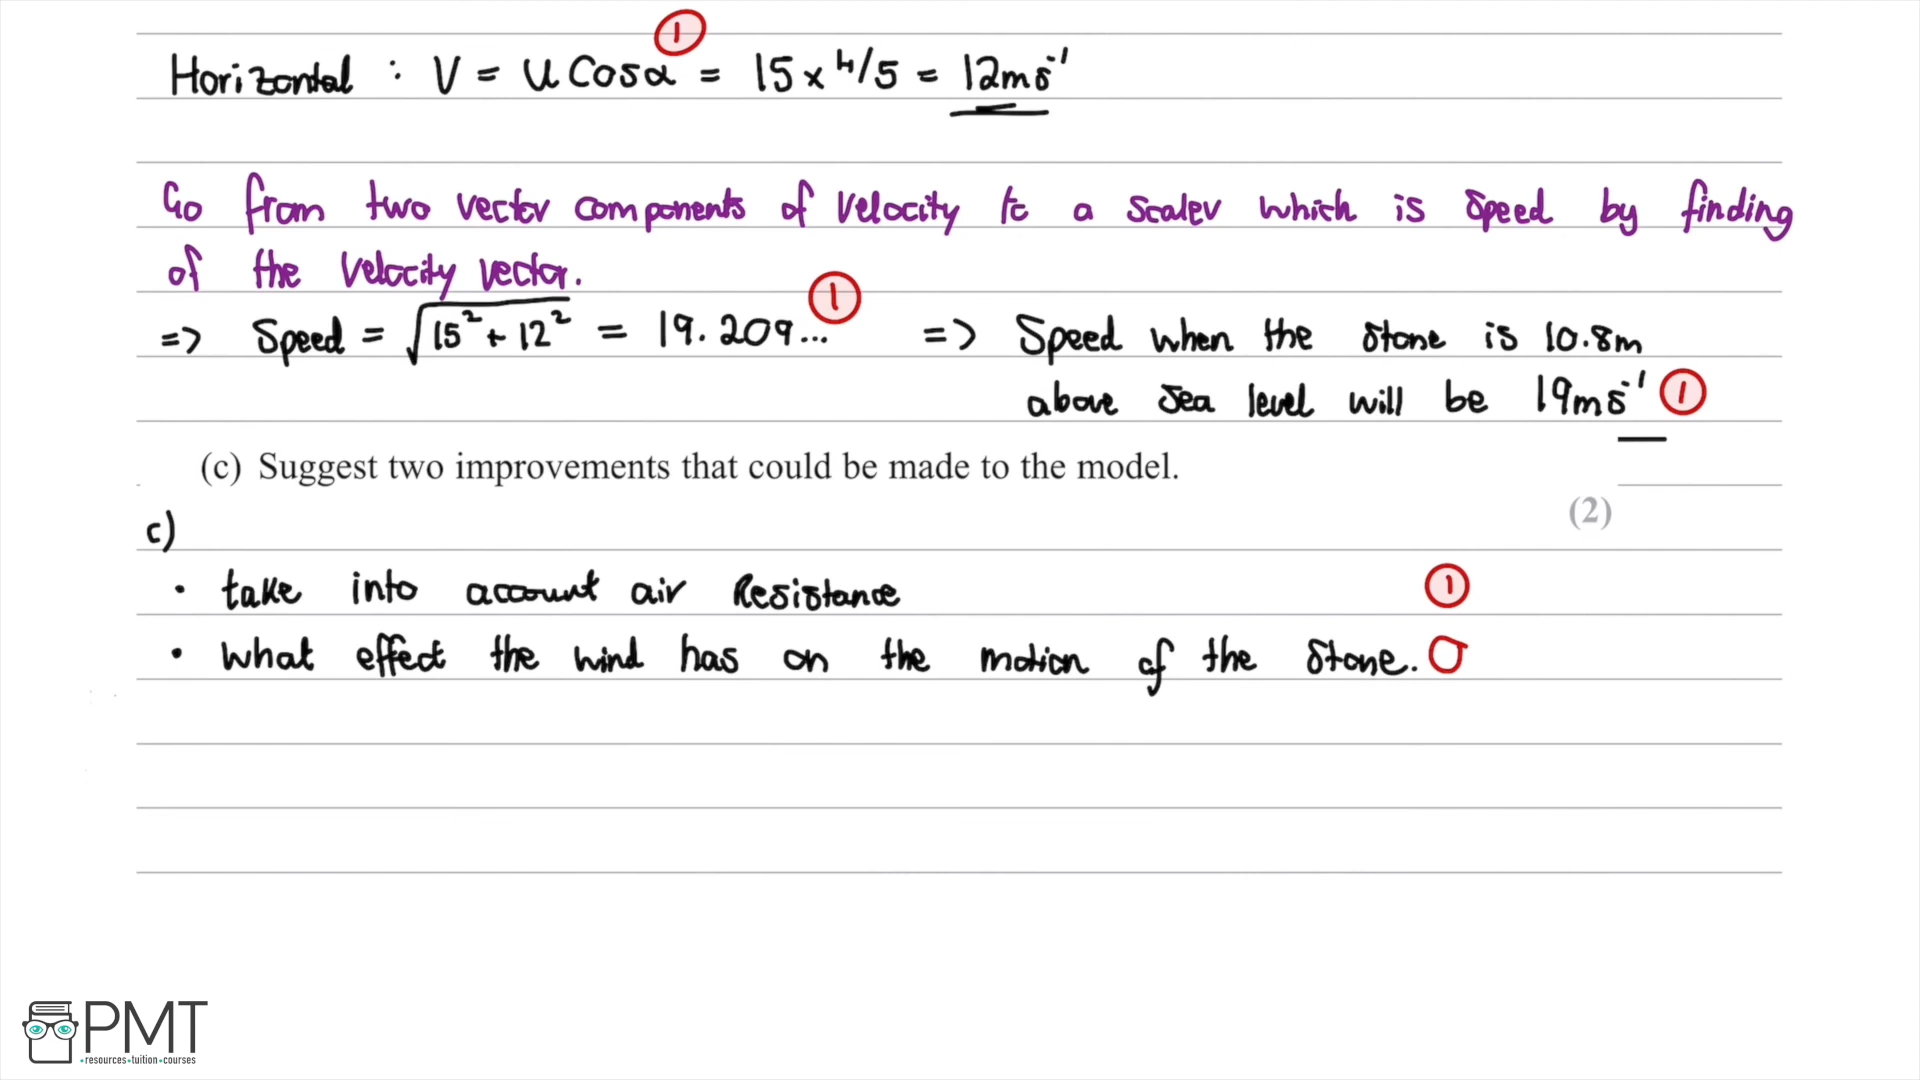 ①
Horizontal : V = u Cosα = 15 x 4/5 = 12ms⁻¹
Go from two vector components of velocity to a scaler which is speed by finding
of the velocity vector.
①
=> Speed = √15² + 12² = 19.209... => Speed when the stone is 10.8m
above sea level will be 19ms⁻¹ ①
(c) Suggest two improvements that could be made to the model.
(2)
c)
• take into account air Resistance ①
• what effect the wind has on the motion of the stone.
PMT
•resources•tuition•courses